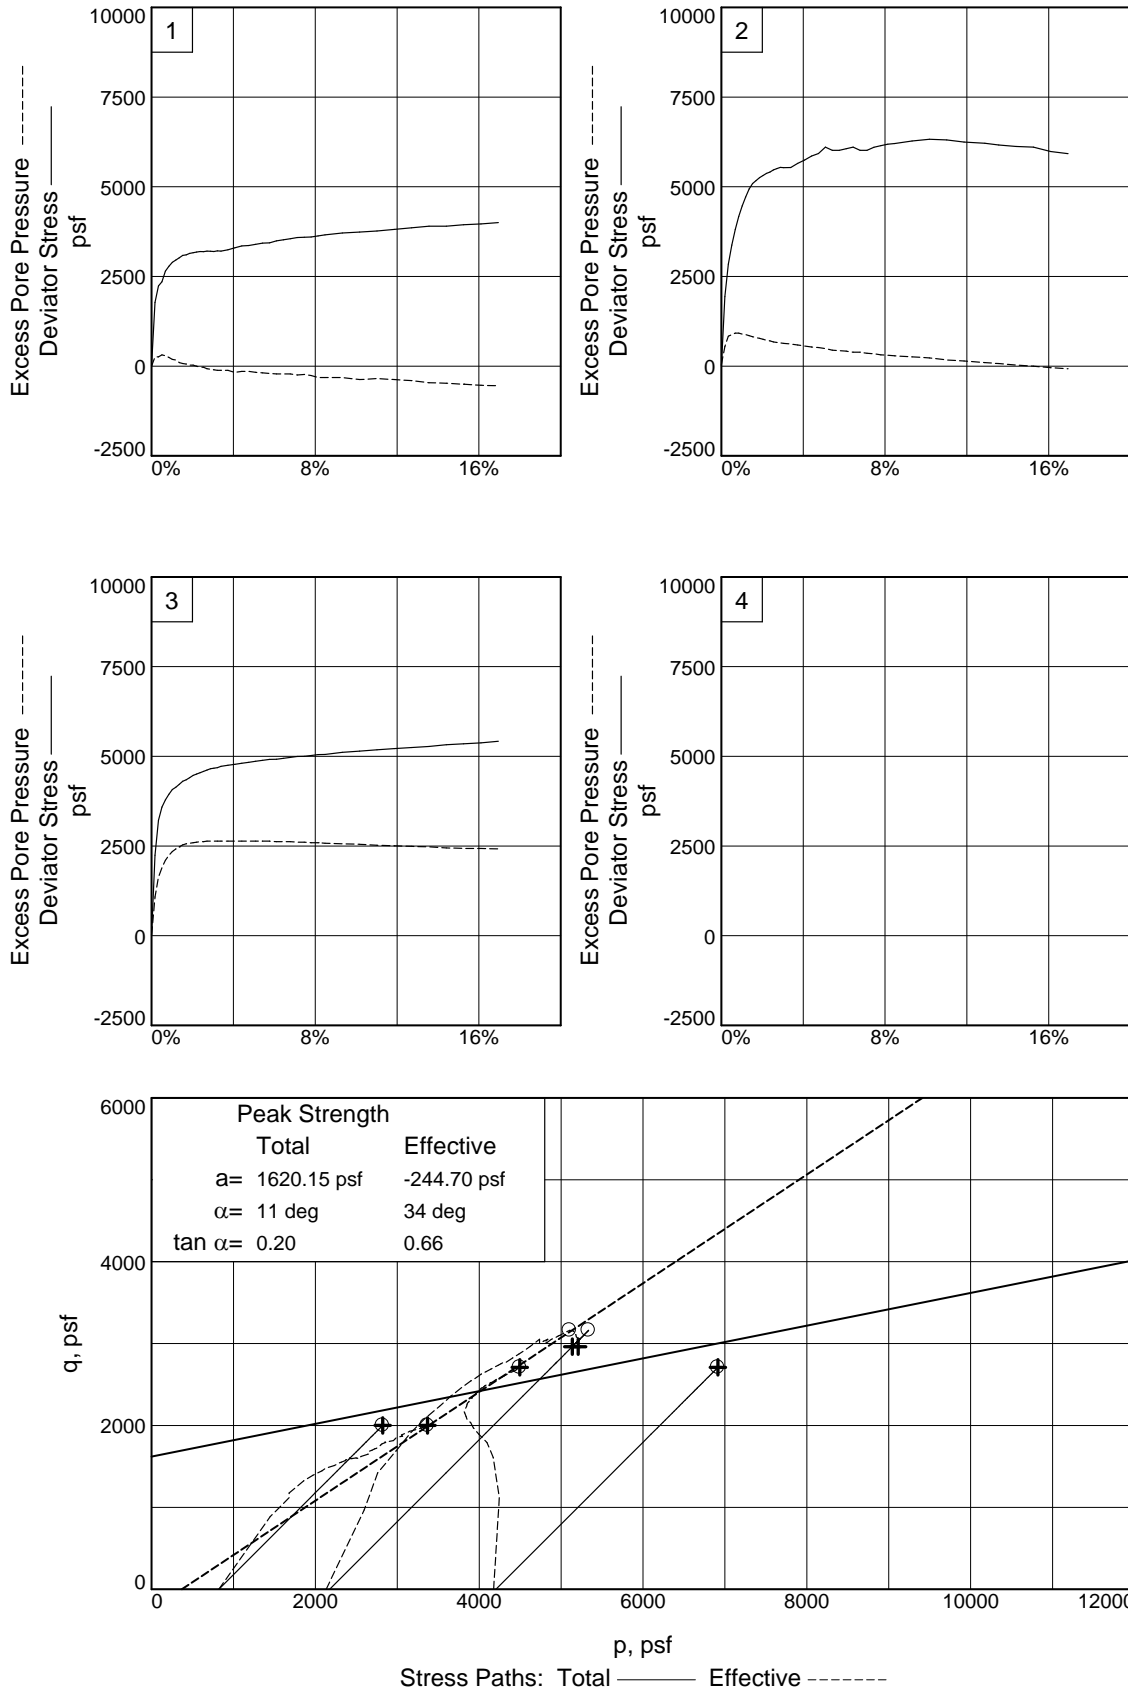 1
10000
7500
5000
2500
0
-2500
0%
8%
16%
Excess Pore Pressure
Deviator Stress
psf
2
10000
7500
5000
2500
0
-2500
0%
8%
16%
Excess Pore Pressure
Deviator Stress
psf
3
10000
7500
5000
2500
0
-2500
0%
8%
16%
Excess Pore Pressure
Deviator Stress
psf
4
10000
7500
5000
2500
0
-2500
0%
8%
16%
Excess Pore Pressure
Deviator Stress
psf
Peak Strength
Total Effective
a= 1620.15 psf -244.70 psf
α= 11 deg 34 deg
tan α= 0.20 0.66
6000
4000
2000
0
q, psf
0 2000 4000 6000 8000 10000 12000
p, psf
Stress Paths: Total Effective